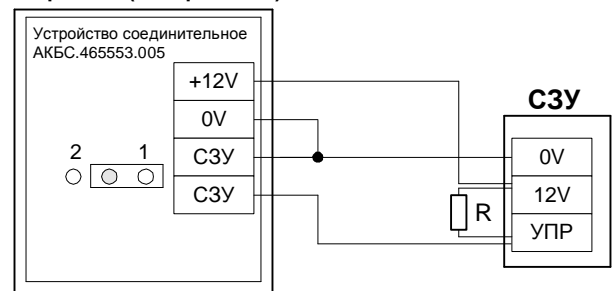 Устройство соединительное
АКБС.465553.005
+12V
0V
СЗУ
СЗУ
2 1
R
СЗУ
0V
12V
УПР